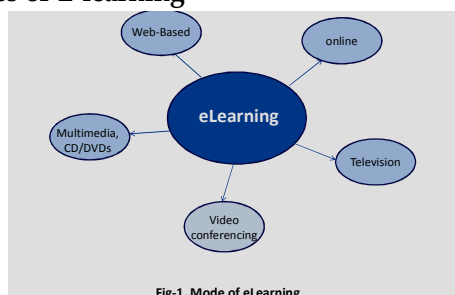 Web-Based
online
eLearning
Multimedia,
CD/DVDs
Television
Video
conferencing
Fig-1 Mode of eLearning